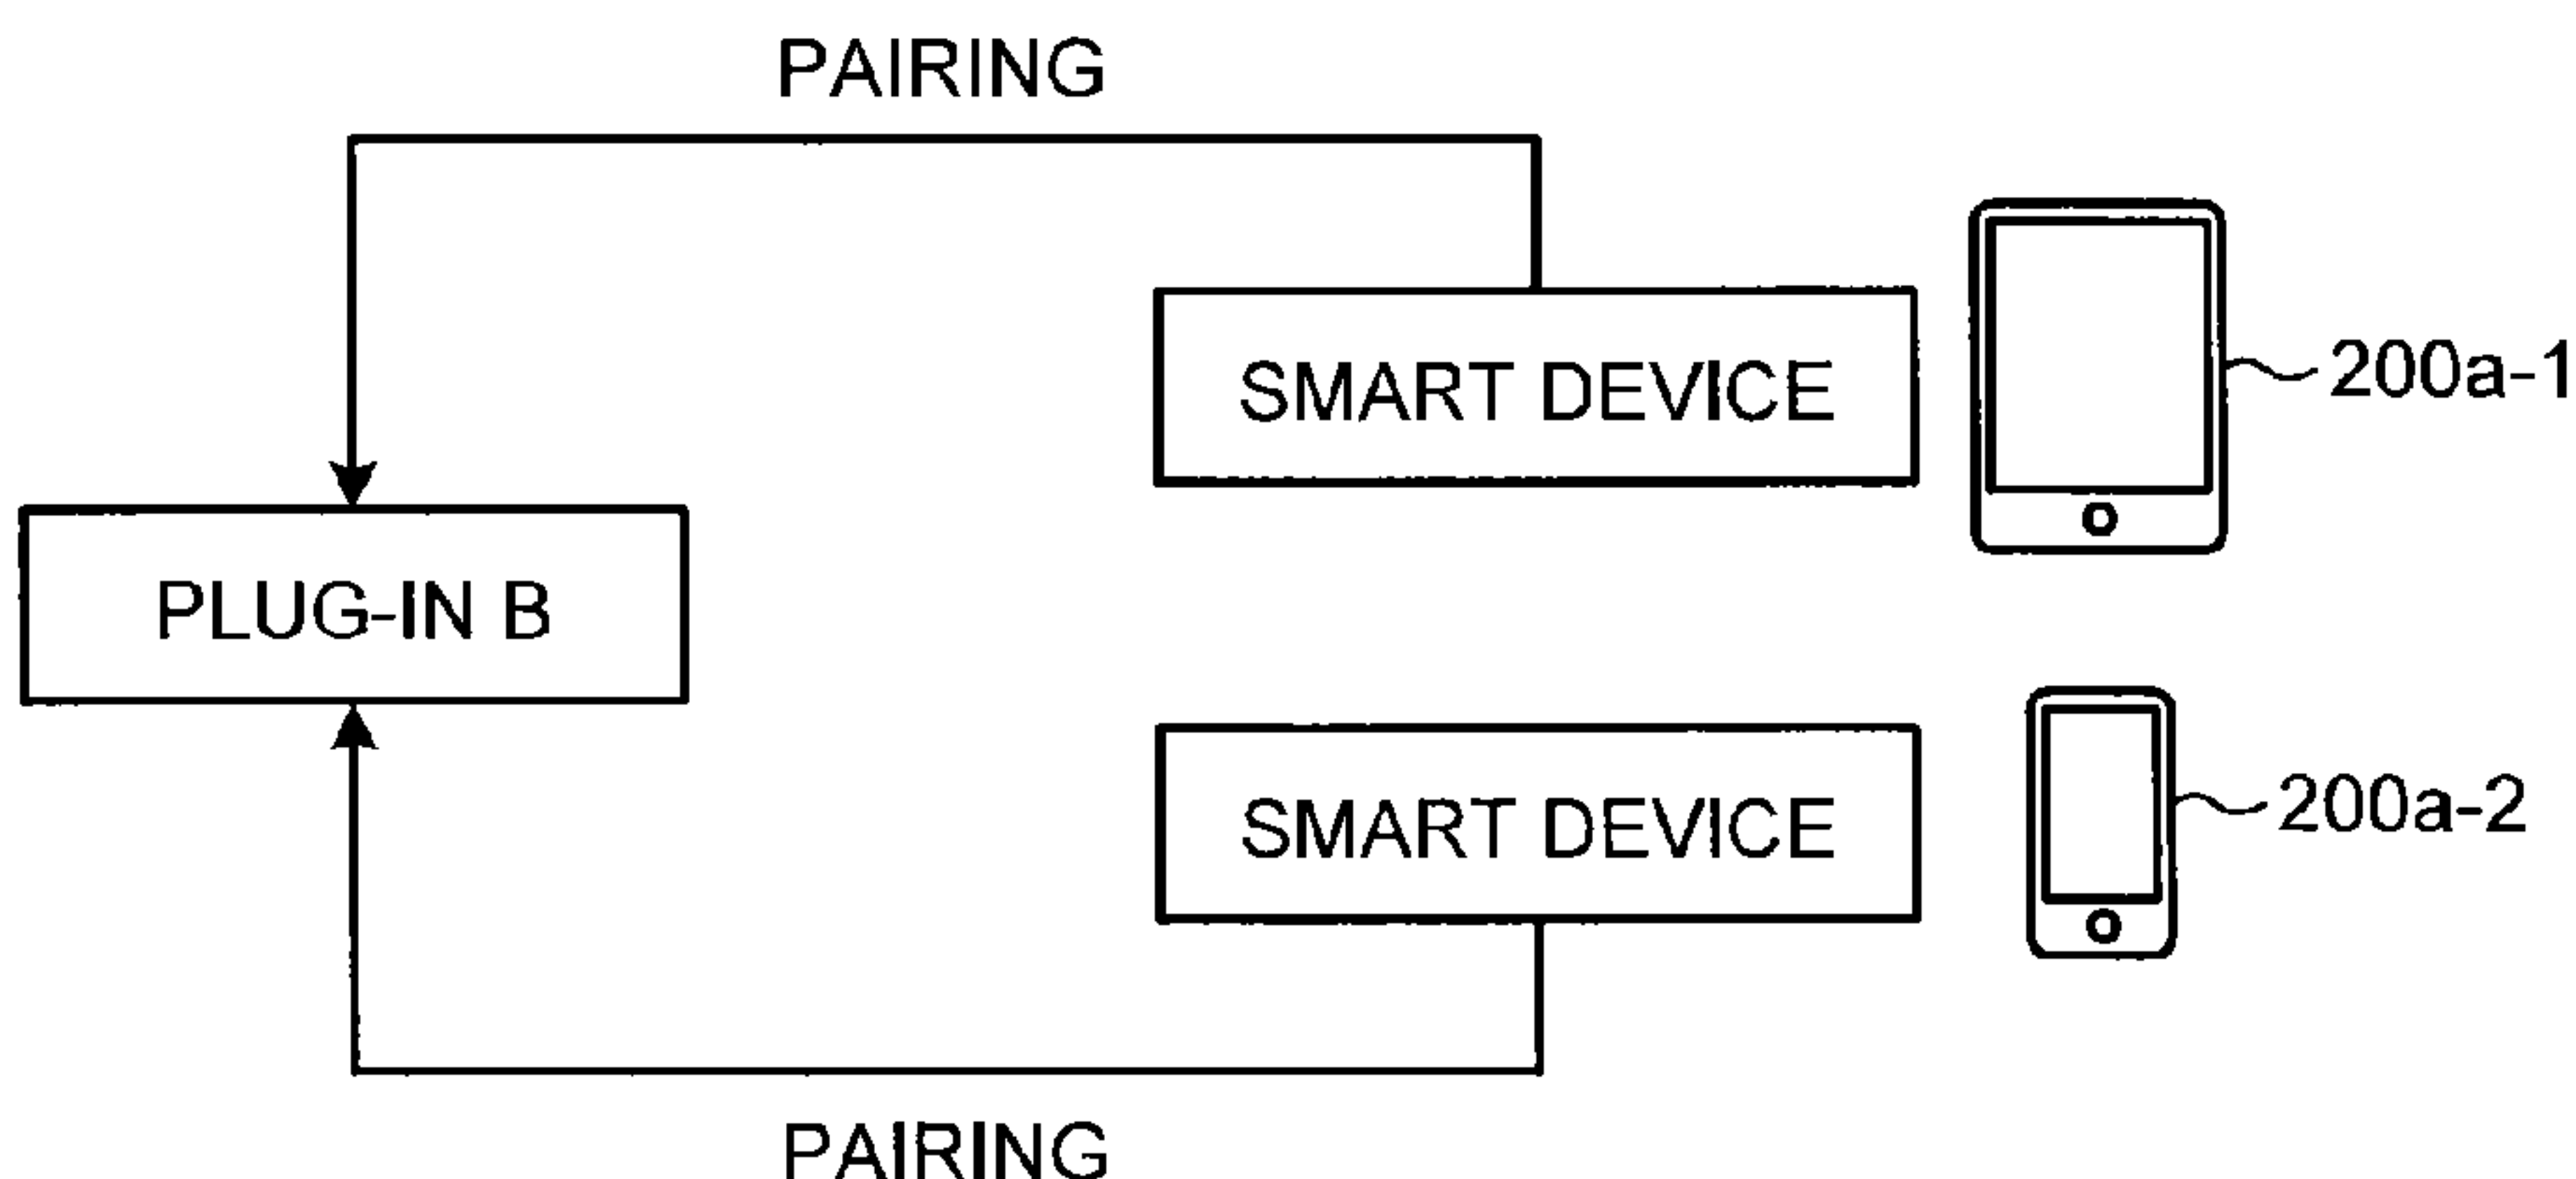 PAIRING
SMART DEVICE
200a-1
PLUG-IN B
SMART DEVICE
200a-2
PAIRING